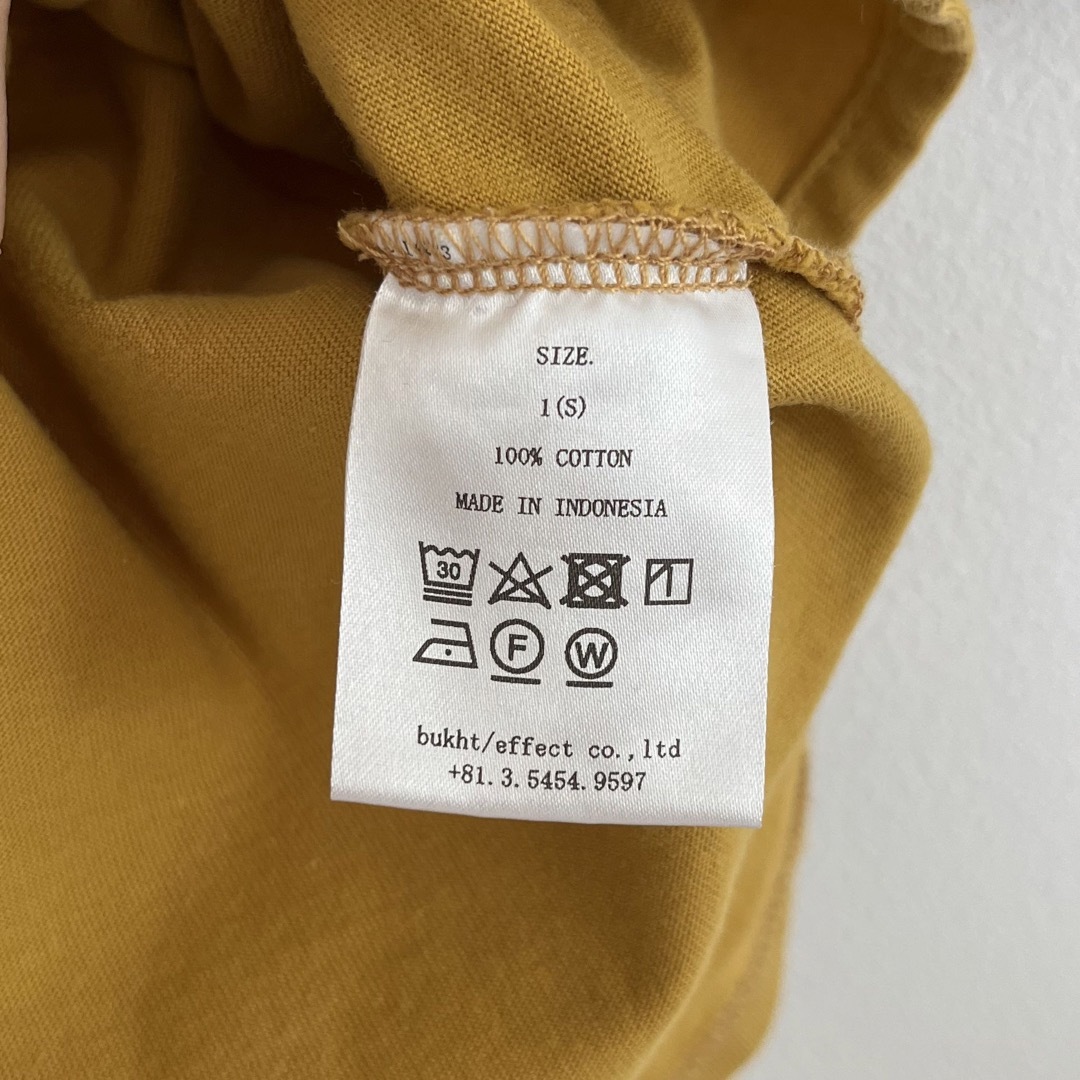 SIZE.
1(S)
100% COTTON
MADE IN INDONESIA
30
F W
bukht/effect co.,ltd
+81.3.5454.9597